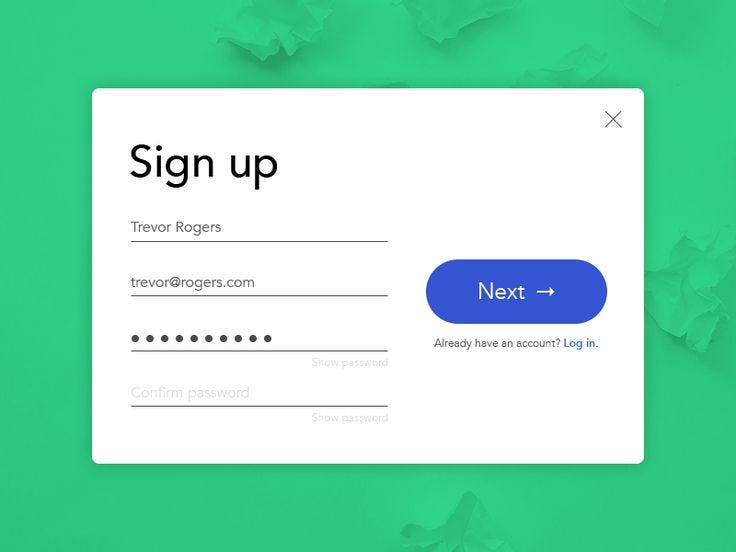 Sign up
Trevor Rogers
trevor@rogers.com
●●●●●●●●●●
Show password
Confirm password
Show password
Next →
Already have an account? Log in.